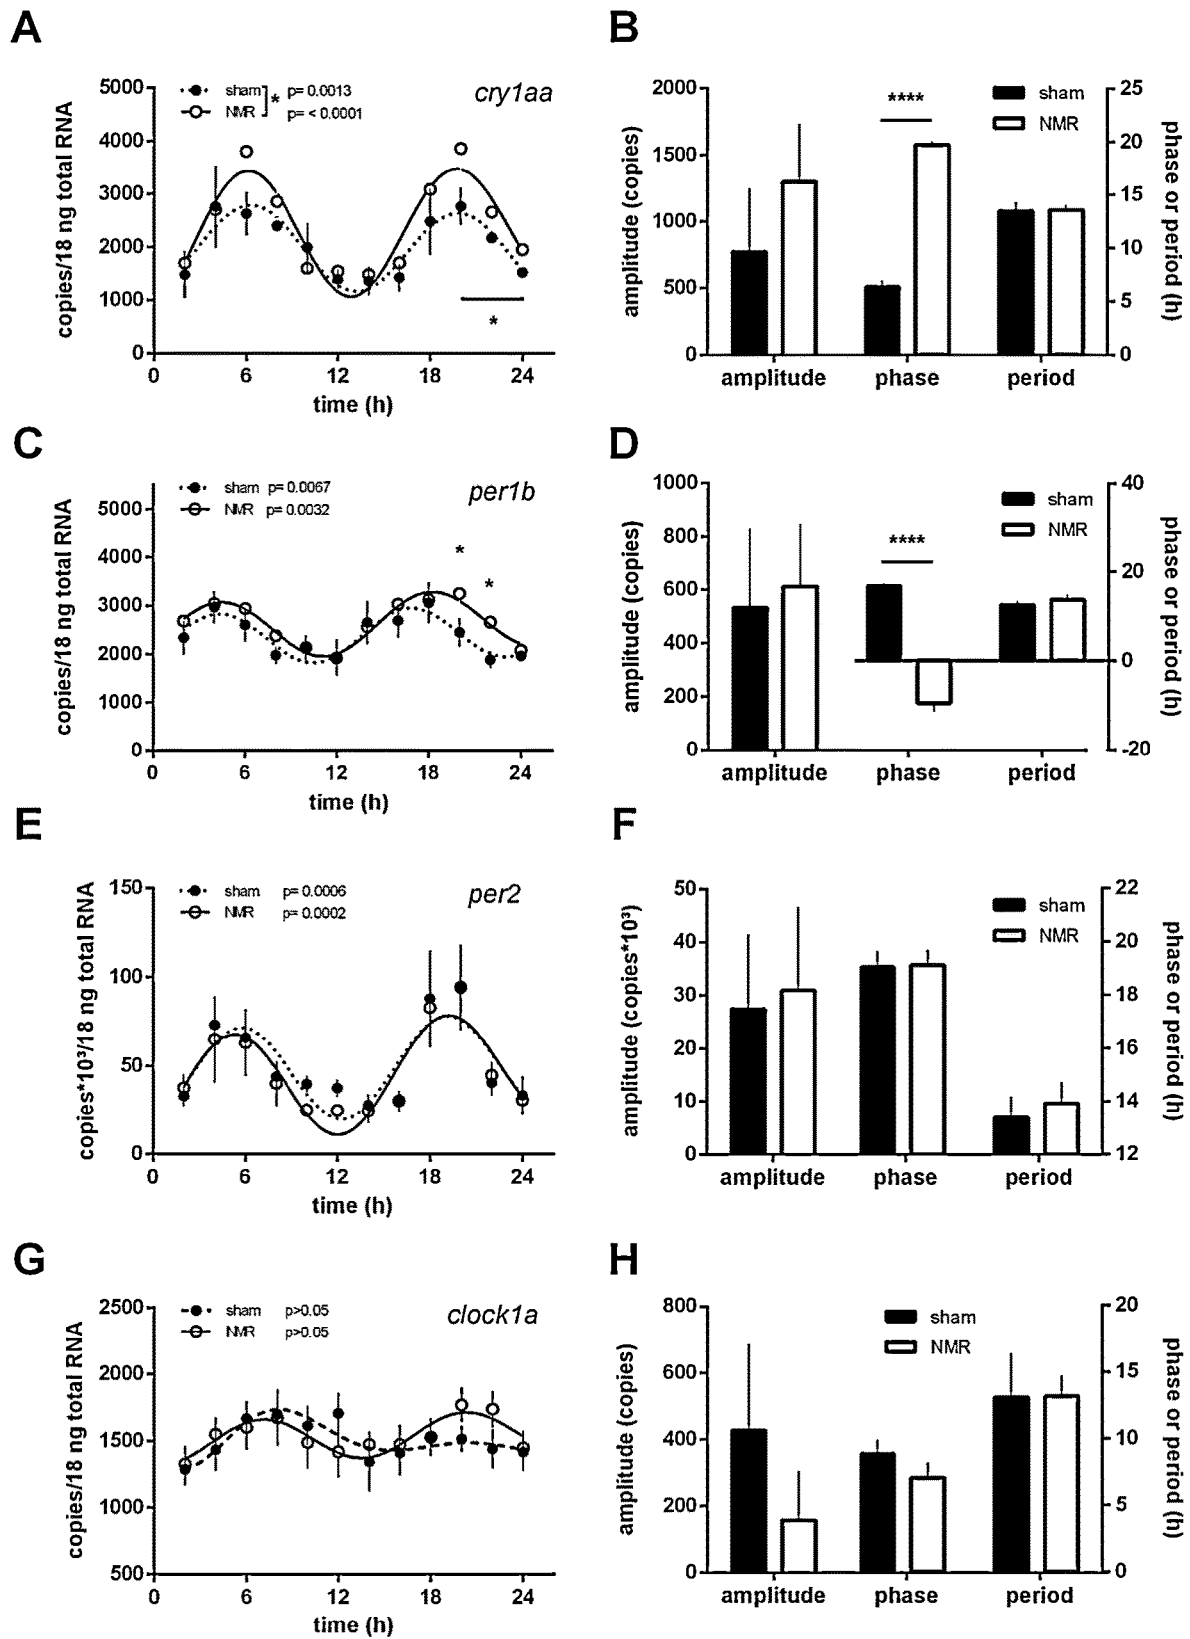 A
B
5000
4000
3000
2000
1000
0
copies/18 ng total RNA
sham
*
p= 0.0013
NMR
p= < 0.0001
cry1aa
*
0
6
12
18
24
time (h)
2000
1500
1000
500
0
amplitude (copies)
****
sham
NMR
25
20
15
10
5
0
phase or period (h)
amplitude
phase
period
C
D
5000
4000
3000
2000
1000
0
copies/18 ng total RNA
sham p= 0.0067
NMR p= 0.0032
per1b
*
*
0
6
12
18
24
time (h)
1000
800
600
400
200
0
amplitude (copies)
****
sham
NMR
40
20
0
-20
phase or period (h)
amplitude
phase
period
E
F
150
100
50
0
copies*10³/18 ng total RNA
sham p= 0.0006
NMR p= 0.0002
per2
0
6
12
18
24
time (h)
50
40
30
20
10
0
amplitude (copies*10³)
sham
NMR
22
20
18
16
14
12
phase or period (h)
amplitude
phase
period
G
H
2500
2000
1500
1000
500
copies/18 ng total RNA
sham p>0.05
NMR p>0.05
clock1a
0
6
12
18
24
time (h)
800
600
400
200
0
amplitude (copies)
sham
NMR
20
15
10
5
0
phase or period (h)
amplitude
phase
period